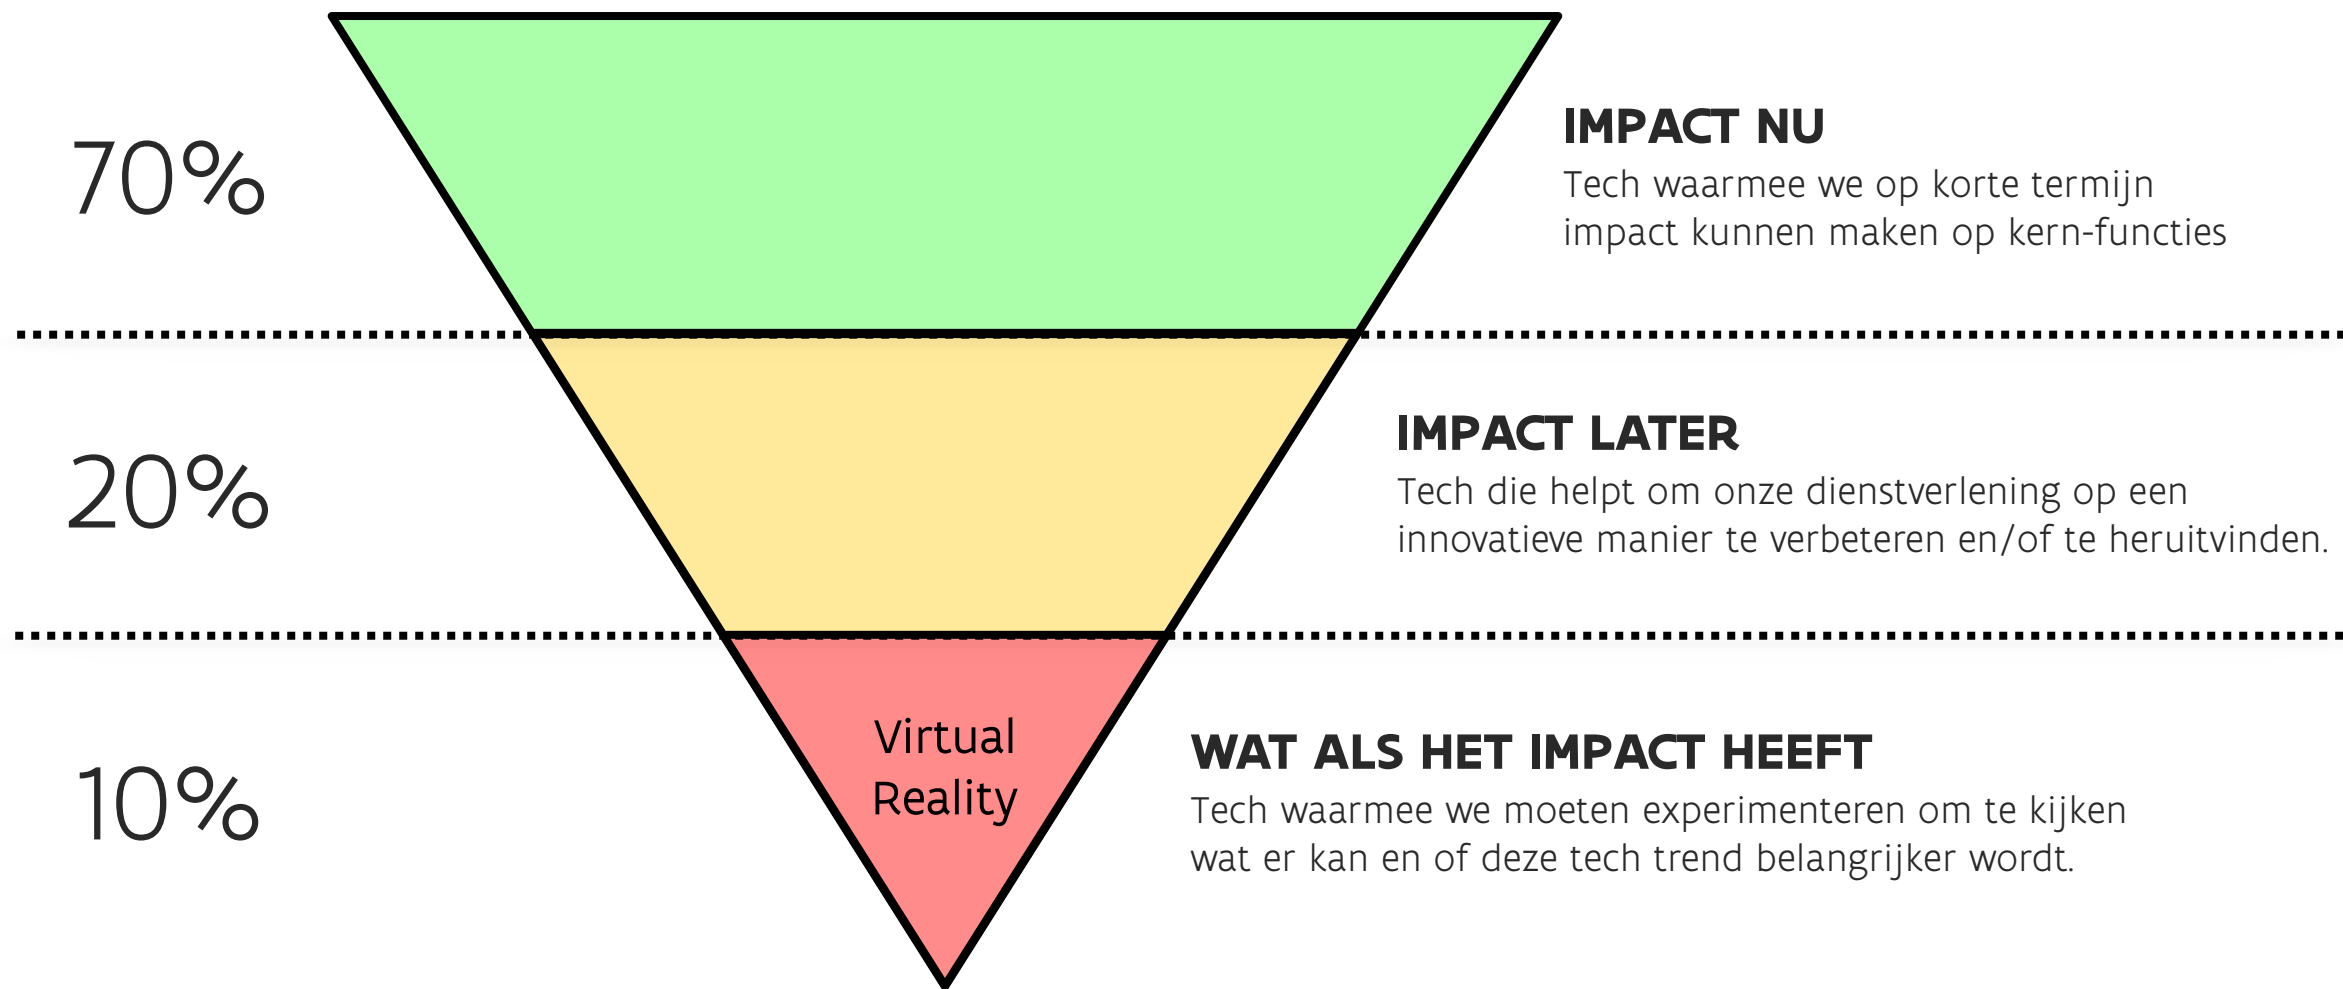 70%
IMPACT NU
Tech waarmee we op korte termijn
impact kunnen maken op kern-functies
20%
IMPACT LATER
Tech die helpt om onze dienstverlening op een
innovatieve manier te verbeteren en/of te heruitvinden.
10%
Virtual
Reality
WAT ALS HET IMPACT HEEFT
Tech waarmee we moeten experimenteren om te kijken
wat er kan en of deze tech trend belangrijker wordt.